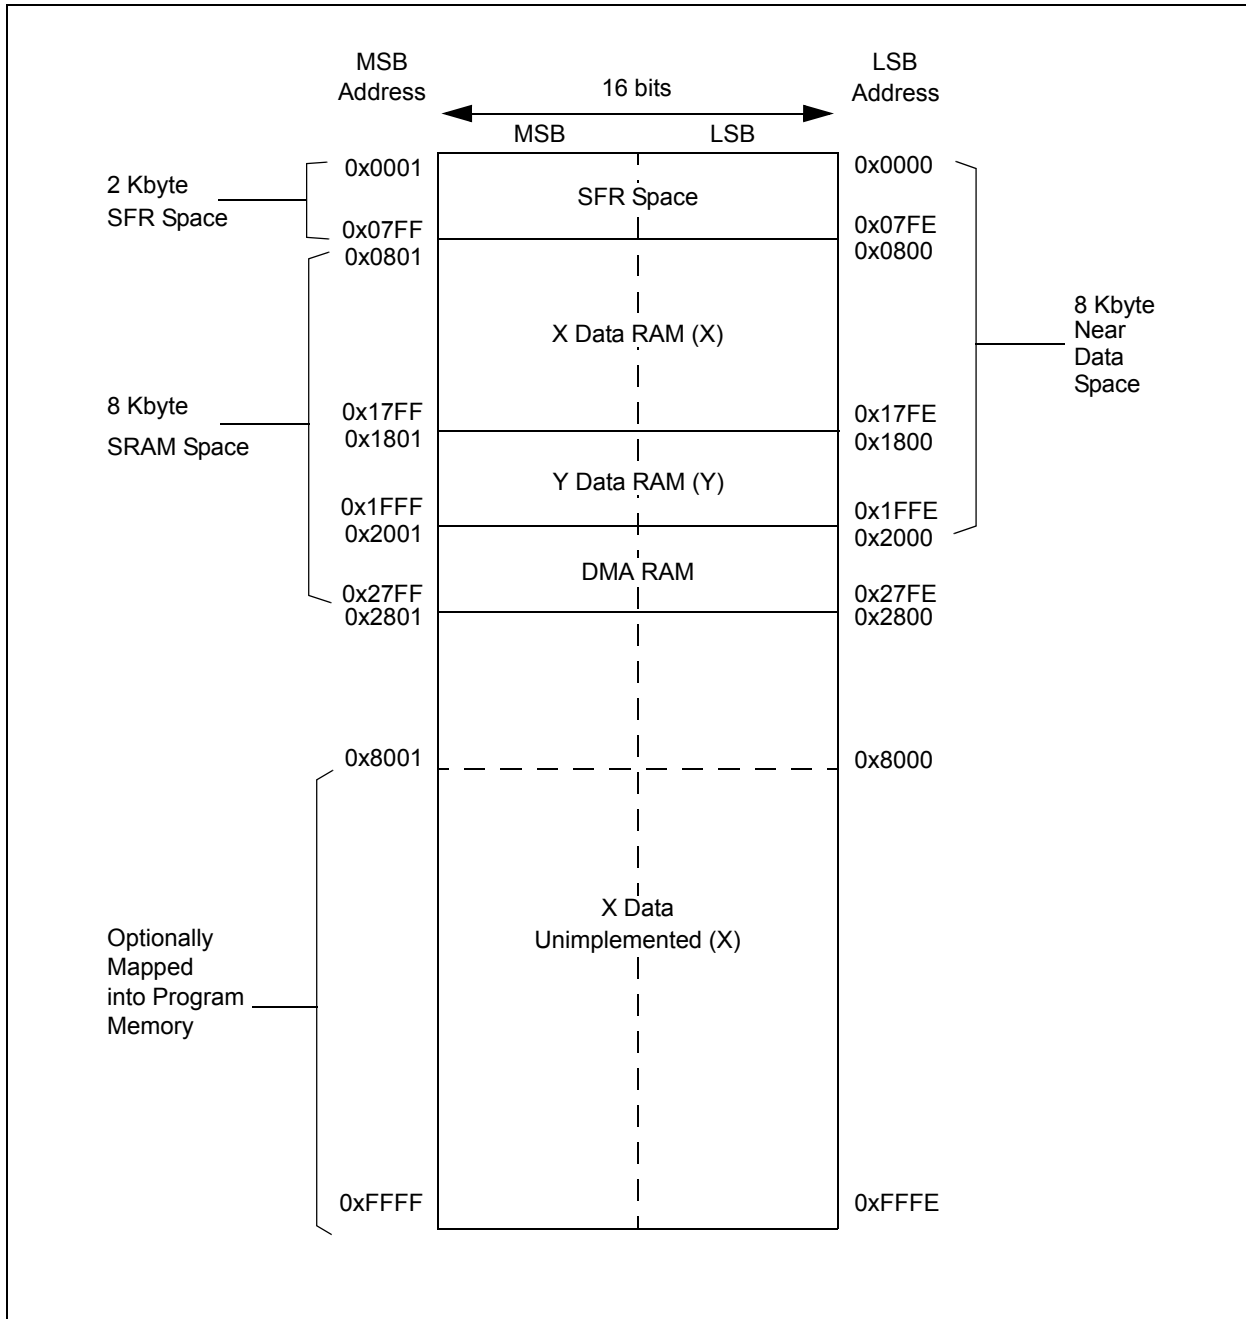 MSB
Address
16 bits
LSB
Address
MSB
LSB
0x0001
0x0000
2 Kbyte
SFR Space
SFR Space
0x07FF
0x07FE
0x0801
0x0800
8 Kbyte
Near
Data
Space
X Data RAM (X)
8 Kbyte
SRAM Space
0x17FF
0x17FE
0x1801
0x1800
Y Data RAM (Y)
0x1FFF
0x1FFE
0x2001
0x2000
DMA RAM
0x27FF
0x27FE
0x2801
0x2800
0x8001
0x8000
X Data
Unimplemented (X)
Optionally
Mapped
into Program
Memory
0xFFFF
0xFFFE